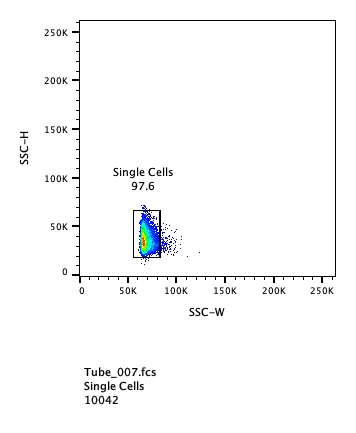 250K
200K
150K
100K
50K
0
SSC-H
Single Cells
97.6
0 50K 100K 150K 200K 250K
SSC-W
Tube_007.fcs
Single Cells
10042